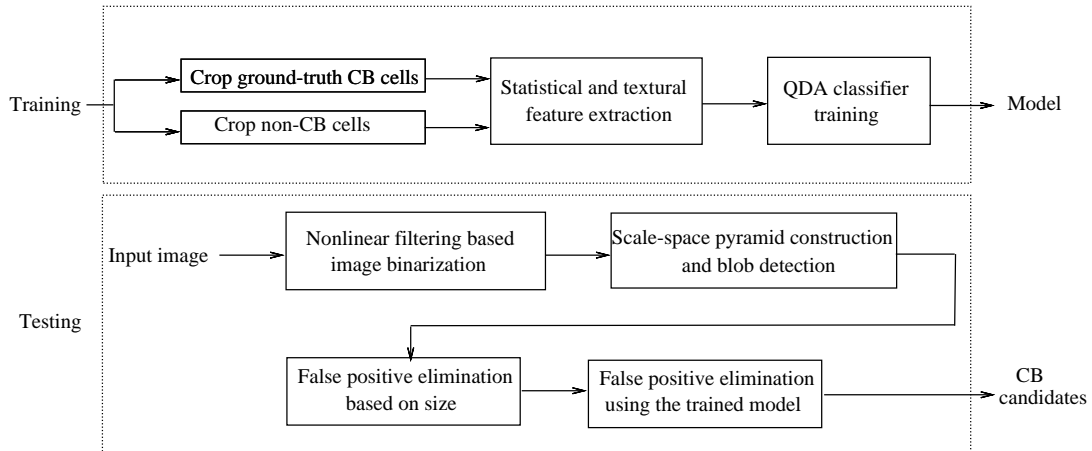 Training
Crop ground-truth CB cells
Crop non-CB cells
Statistical and textural
feature extraction
QDA classifier
training
Model
Testing
Input image
Nonlinear filtering based
image binarization
Scale-space pyramid construction
and blob detection
False positive elimination
based on size
False positive elimination
using the trained model
CB
candidates